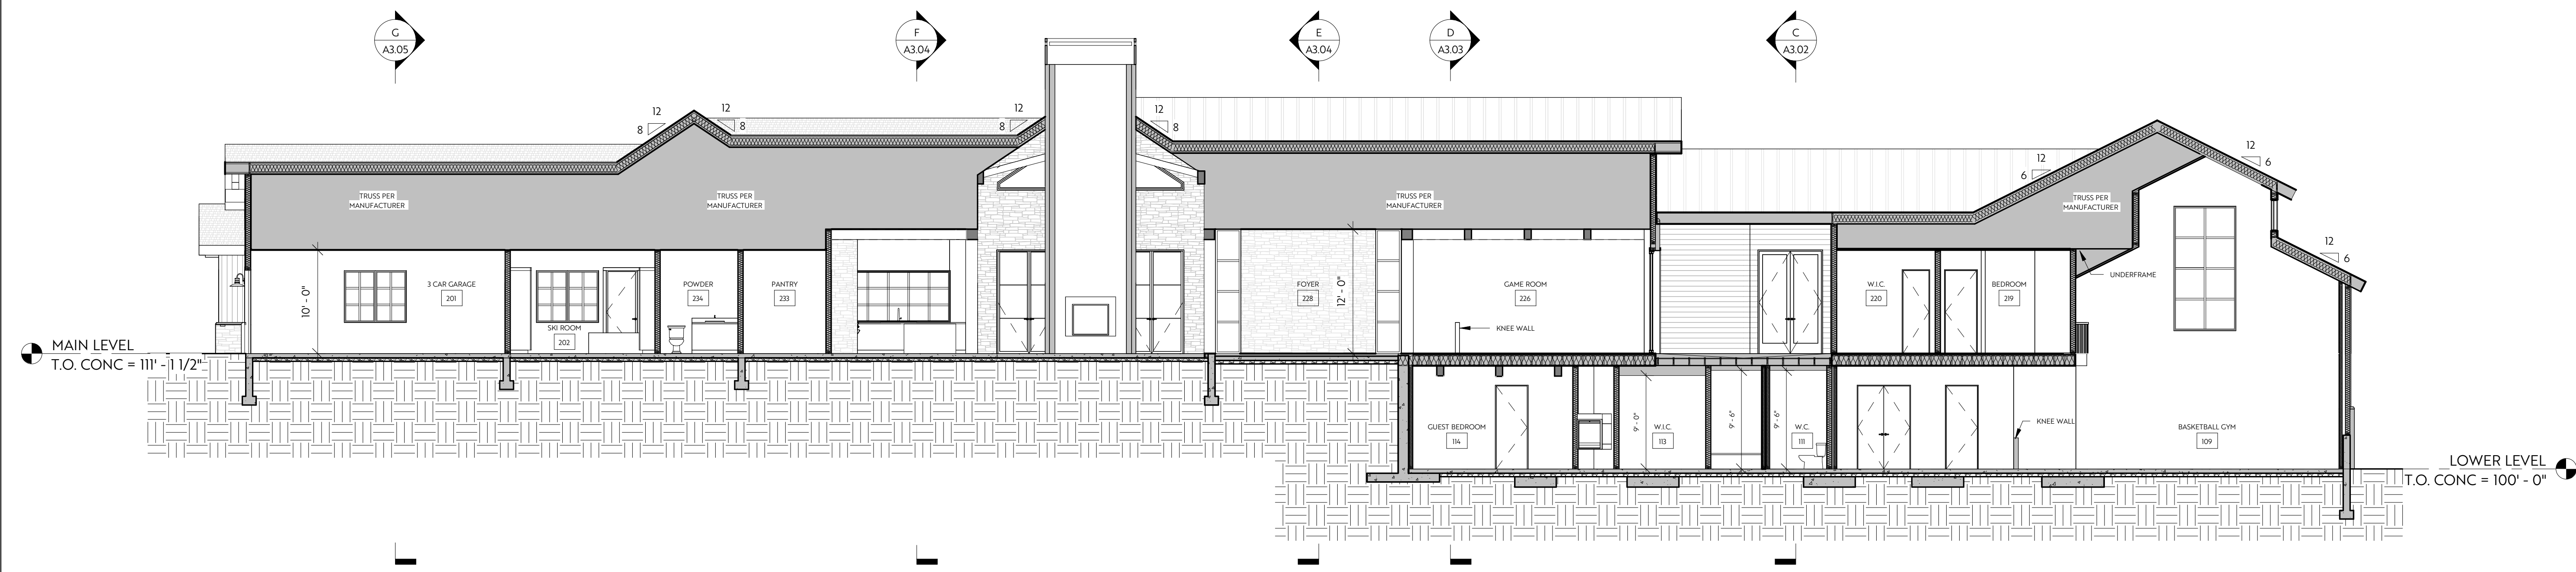 G
A3.05
F
A3.04
E
A3.04
D
A3.03
C
A3.02
12
8
12
8
12
8
12
8
12
6
12
6
12
6
TRUSS PER
MANUFACTURER
TRUSS PER
MANUFACTURER
TRUSS PER
MANUFACTURER
TRUSS PER
MANUFACTURER
UNDERFRAME
10' - 0"
3 CAR GARAGE
201
SKI ROOM
202
POWDER
234
PANTRY
233
FOYER
228
12' - 0"
GAME ROOM
226
KNEE WALL
W.I.C.
220
BEDROOM
219
MAIN LEVEL
T.O. CONC = 111' - 1 1/2"
GUEST BEDROOM
114
9' - 0"
W.I.C.
113
9' - 6"
9' - 6"
W.C.
111
KNEE WALL
BASKETBALL GYM
109
LOWER LEVEL
T.O. CONC = 100' - 0"